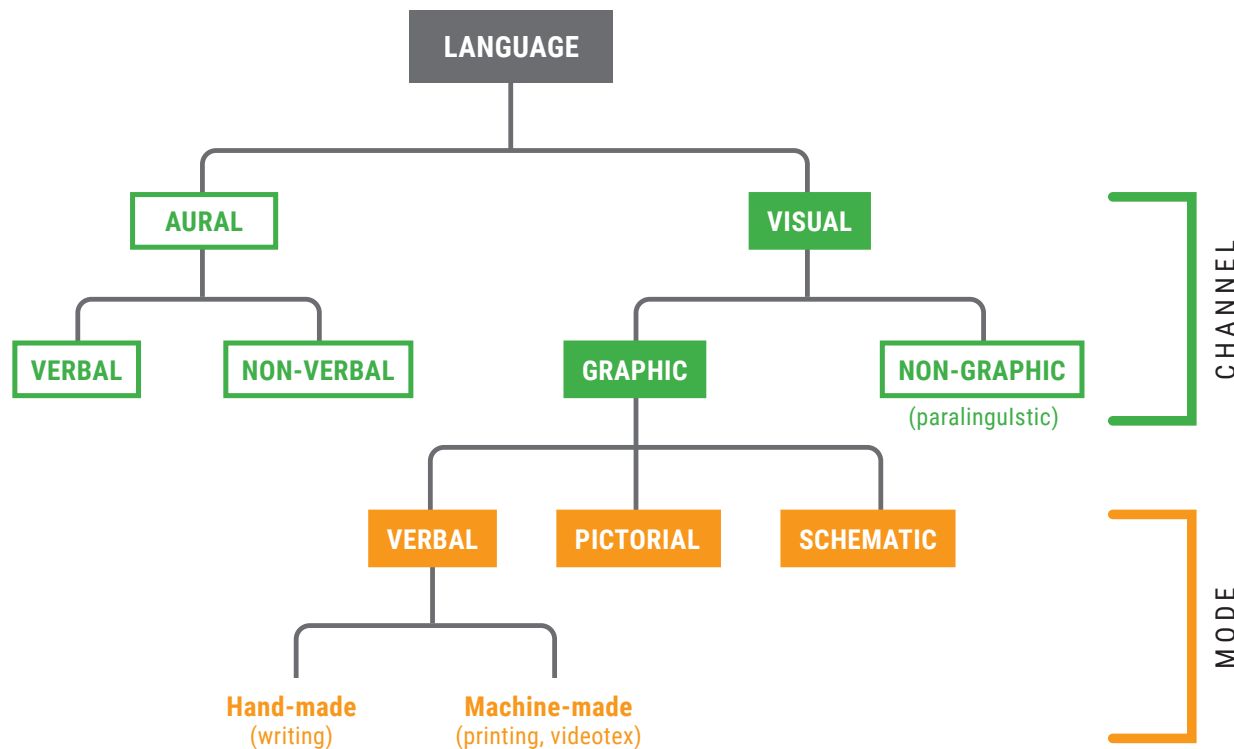 LANGUAGE
AURAL
VISUAL
VERBAL
NON-VERBAL
GRAPHIC
NON-GRAPHIC
(paralinguIstic)
CHANNEL
VERBAL
PICTORIAL
SCHEMATIC
Hand-made
(writing)
Machine-made
(printing, videotex)
MODE